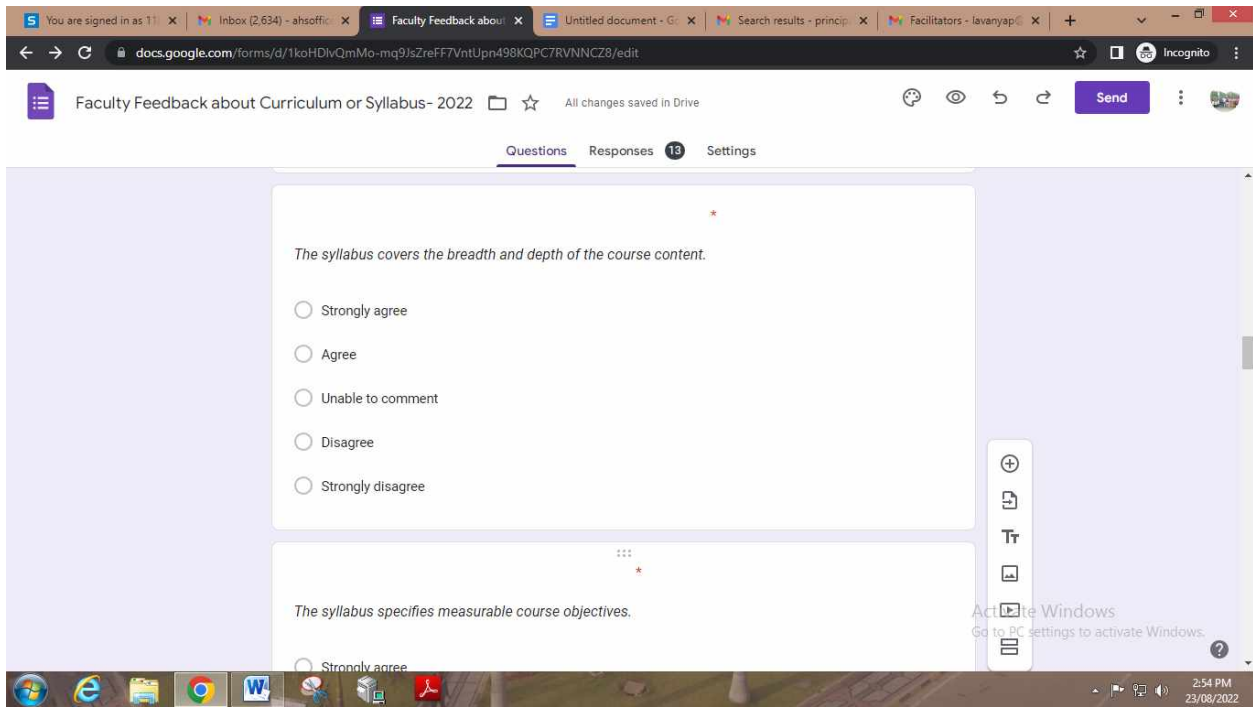 You are signed in as 11
Inbox (2,634) - ahsoffic
Faculty Feedback about
Untitled document - Go
Search results - princip
Facilitators - lavanyap
docs.google.com/forms/d/1koHDlvQmMo-mq9JsZreFF7VntUpn498KQPC7RVNNCZ8/edit
Incognito
Faculty Feedback about Curriculum or Syllabus- 2022
All changes saved in Drive
Send
Questions Responses 13 Settings
*
The syllabus covers the breadth and depth of the course content.
Strongly agree
Agree
Unable to comment
Disagree
Strongly disagree
*
The syllabus specifies measurable course objectives.
Strongly agree
Activate Windows
Go to PC settings to activate Windows.
2:54 PM
23/08/2022